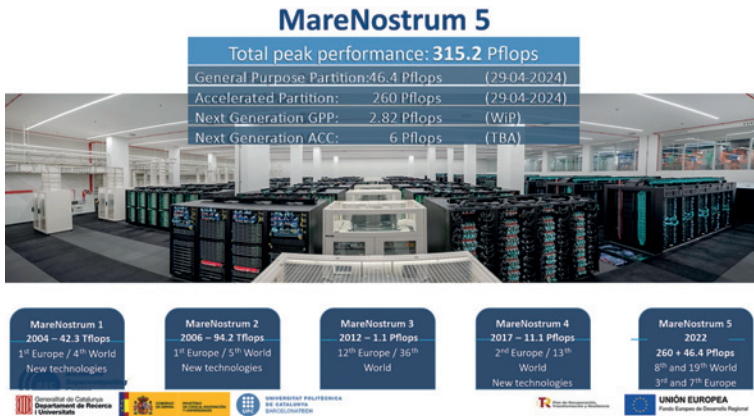 MareNostrum 5
Total peak performance: 315.2 Pflops
General Purpose Partition:46.4 Pflops (29-04-2024)
Accelerated Partition: 260 Pflops (29-04-2024)
Next Generation GPP: 2.82 Pflops (WiP)
Next Generation ACC: 6 Pflops (TBA)
MareNostrum 1
2004 – 42.3 Tflops
1st Europe / 4th World
New technologies
MareNostrum 2
2006 – 94.2 Tflops
1st Europe / 5th World
New technologies
MareNostrum 3
2012 – 1.1 Pflops
12th Europe / 36th
World
MareNostrum 4
2017 – 11.1 Pflops
2nd Europe / 13th
World
New technologies
MareNostrum 5
2022
260 + 46.4 Pflops
8th and 19th World
3rd and 7th Europe
Generalitat de Catalunya
Departament de Recerca
i Universitats
GOBIERNO
DE ESPAÑA
UNIVERSITAT POLITÈCNICA
DE CATALUNYA
BARCELONATECH
UPC
UNIÓN EUROPEA
Fondo Europeo de Desarrollo Regional